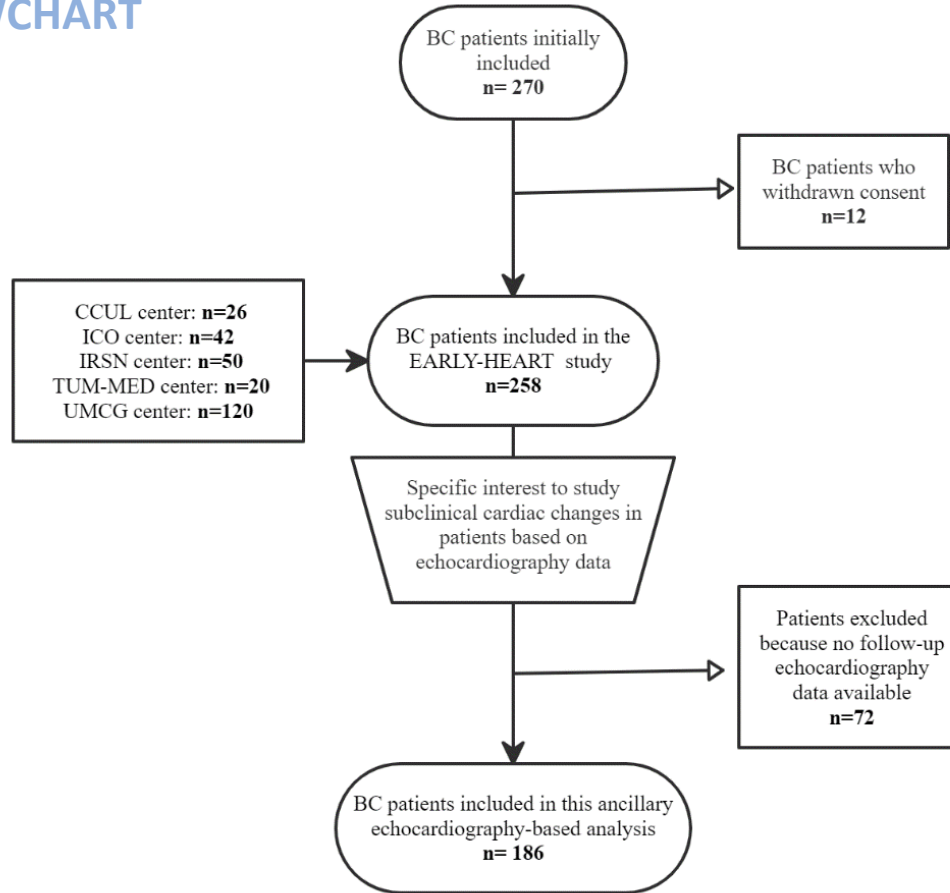 WCHART
BC patients initially
included
n= 270
BC patients who
withdrawn consent
n=12
CCUL center: n=26
ICO center: n=42
IRSN center: n=50
TUM-MED center: n=20
UMCG center: n=120
BC patients included in the
EARLY-HEART study
n=258
Specific interest to study
subclinical cardiac changes in
patients based on
echocardiography data
Patients excluded
because no follow-up
echocardiography
data available
n=72
BC patients included in this ancillary
echocardiography-based analysis
n= 186